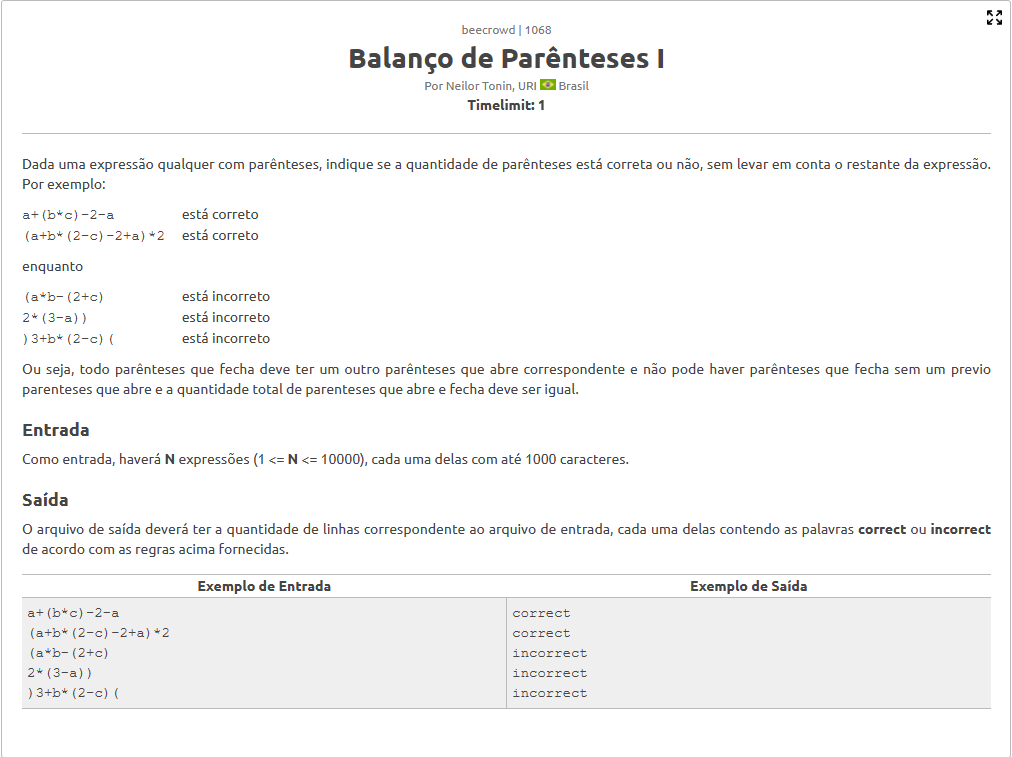 beecrowd | 1068
Balanço de Parênteses I
Por Neilor Tonin, URI Brasil
Timelimit: 1
Dada uma expressão qualquer com parênteses, indique se a quantidade de parênteses está correta ou não, sem levar em conta o restante da expressão.
Por exemplo:
a+(b*c)-2-a está correto
(a+b*(2-c)-2+a)*2 está correto
enquanto
(a*b-(2+c) está incorreto
2*(3-a)) está incorreto
)3+b*(2-c)( está incorreto
Ou seja, todo parênteses que fecha deve ter um outro parênteses que abre correspondente e não pode haver parênteses que fecha sem um previo
parenteses que abre e a quantidade total de parenteses que abre e fecha deve ser igual.
Entrada
Como entrada, haverá N expressões (1 <= N <= 10000), cada uma delas com até 1000 caracteres.
Saída
O arquivo de saída deverá ter a quantidade de linhas correspondente ao arquivo de entrada, cada uma delas contendo as palavras correct ou incorrect
de acordo com as regras acima fornecidas.
Exemplo de Entrada Exemplo de Saída
a+(b*c)-2-a correct
(a+b*(2-c)-2+a)*2 correct
(a*b-(2+c) incorrect
2*(3-a)) incorrect
)3+b*(2-c)( incorrect